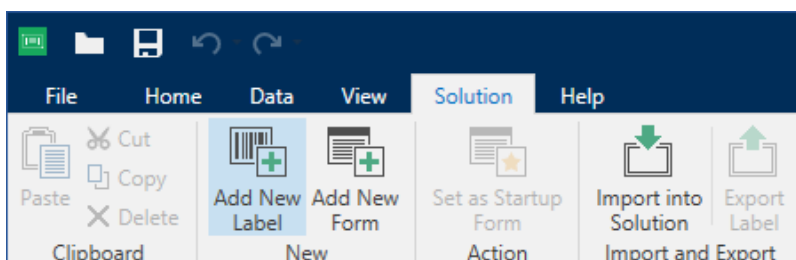 File Home Data View Solution Help
Paste
Cut
Copy
Delete
Clipboard
Add New
Label
Add New
Form
New
Set as Startup
Form
Action
Import into
Solution
Export
Label
Import and Export